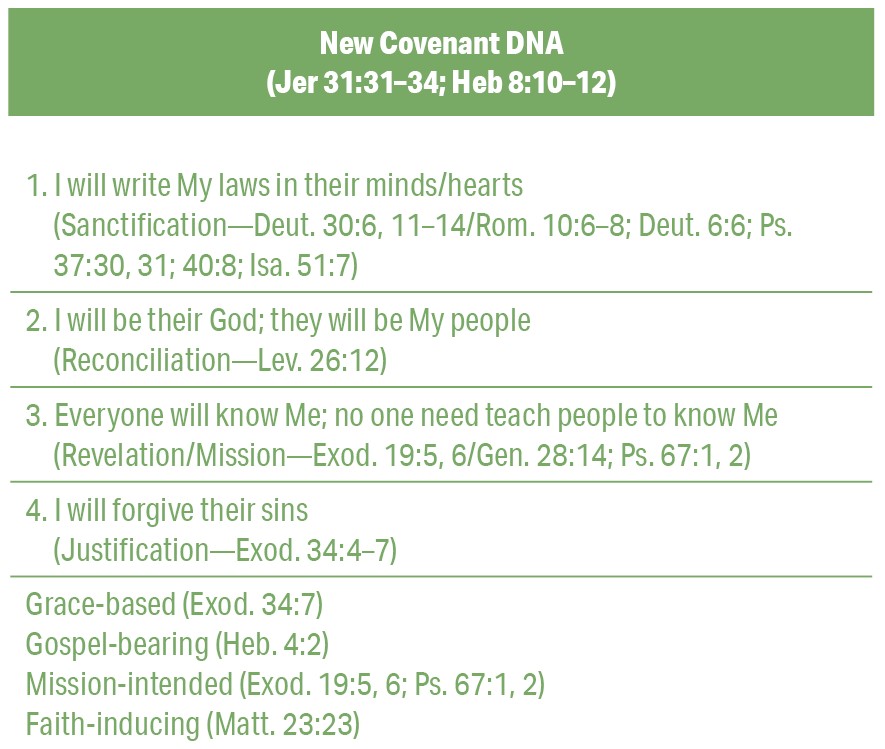 New Covenant DNA
(Jer 31:31–34; Heb 8:10–12)
1. I will write My laws in their minds/hearts
(Sanctification—Deut. 30:6, 11–14/Rom. 10:6–8; Deut. 6:6; Ps.
37:30, 31; 40:8; Isa. 51:7)
2. I will be their God; they will be My people
(Reconciliation—Lev. 26:12)
3. Everyone will know Me; no one need teach people to know Me
(Revelation/Mission—Exod. 19:5, 6/Gen. 28:14; Ps. 67:1, 2)
4. I will forgive their sins
(Justification—Exod. 34:4–7)
Grace-based (Exod. 34:7)
Gospel-bearing (Heb. 4:2)
Mission-intended (Exod. 19:5, 6; Ps. 67:1, 2)
Faith-inducing (Matt. 23:23)